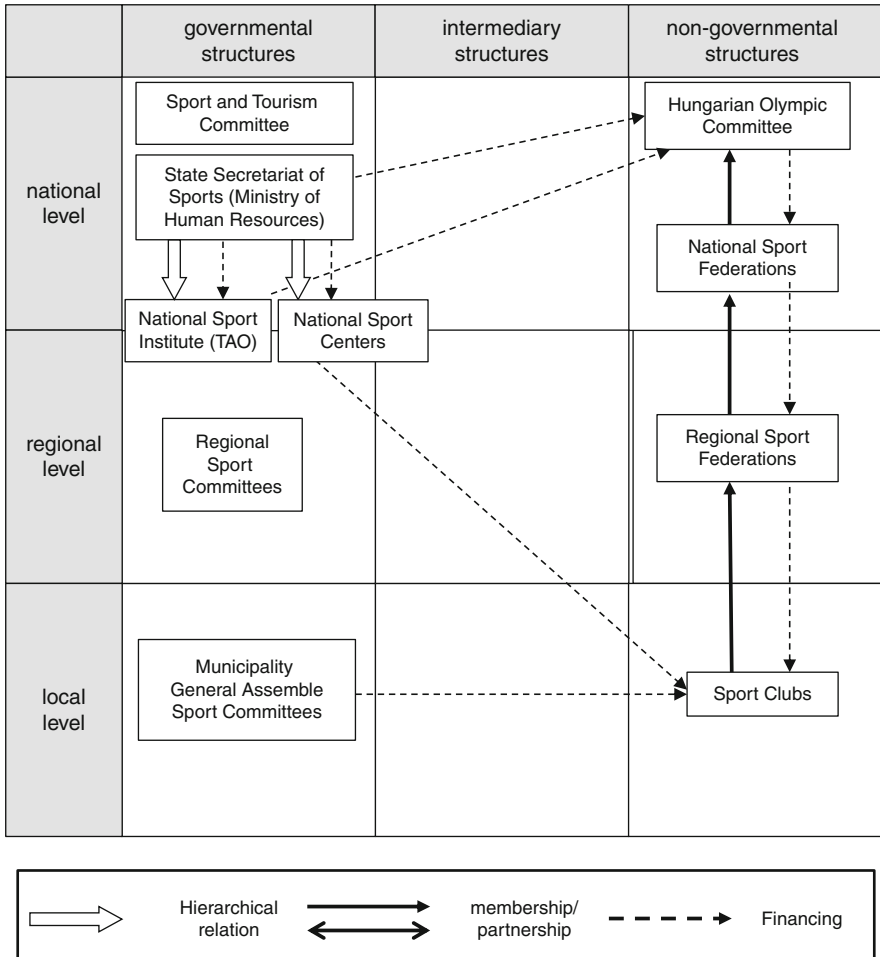 governmental
structures
intermediary
structures
non-governmental
structures
national
level
Sport and Tourism
Committee
State Secretariat of
Sports (Ministry of
Human Resources)
National Sport
Institute (TAO)
National Sport
Centers
Hungarian Olympic
Committee
National Sport
Federations
regional
level
Regional
Sport
Committees
Regional Sport
Federations
local
level
Municipality
General Assemble
Sport Committees
Sport Clubs
Hierarchical
relation
membership/
partnership
Financing